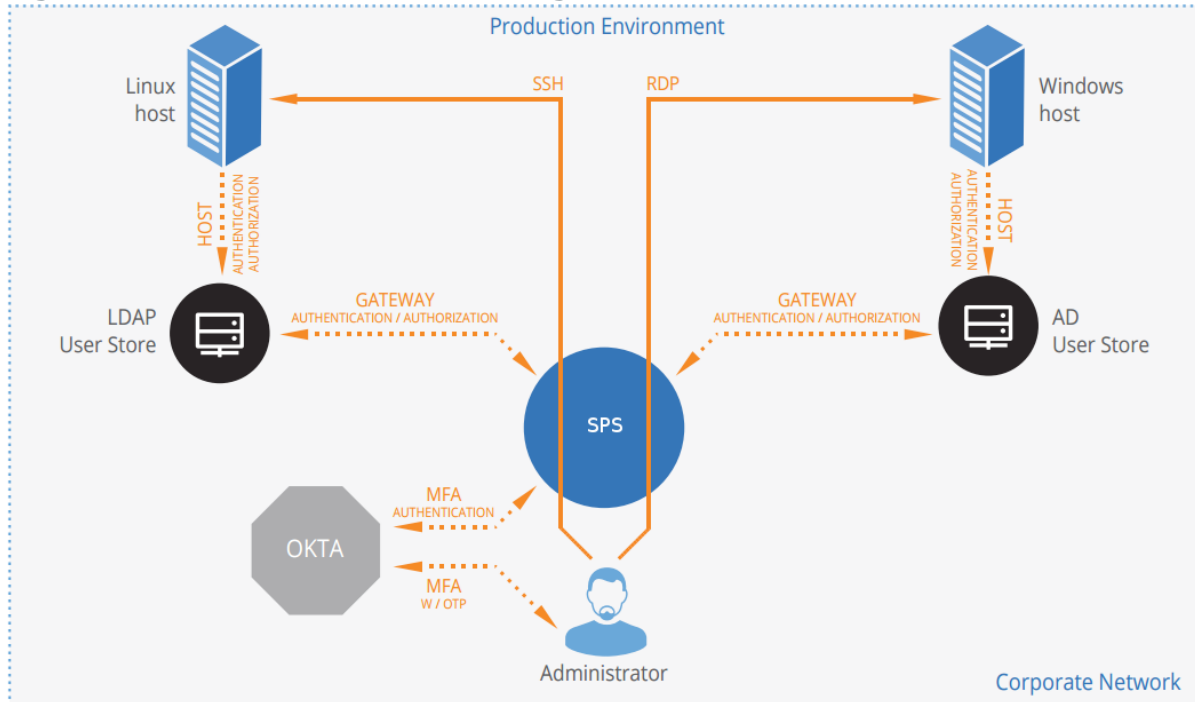 Production Environment
Linux
host
SSH
RDP
Windows
host
HOST
AUTHENTICATION
AUTHORIZATION
HOST
AUTHENTICATION
AUTHORIZATION
LDAP
User Store
GATEWAY
AUTHENTICATION / AUTHORIZATION
GATEWAY
AUTHENTICATION / AUTHORIZATION
AD
User Store
SPS
MFA
AUTHENTICATION
OKTA
MFA
W / OTP
Administrator
Corporate Network